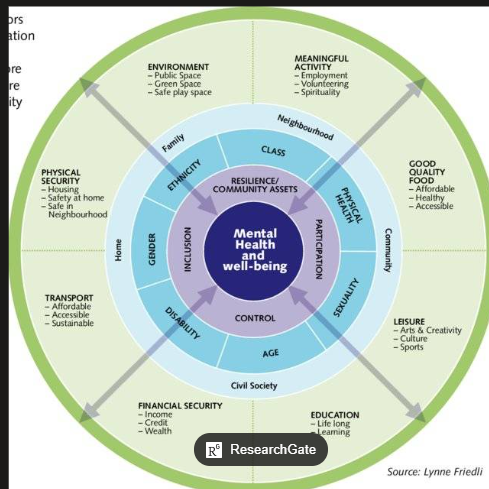 ors
ation
ore
re
ity
ENVIRONMENT
– Public Space
– Green Space
– Safe play space
MEANINGFUL
ACTIVITY
– Employment
– Volunteering
– Spirituality
PHYSICAL
SECURITY
– Housing
– Safety at home
– Safe in
Neighbourhood
GOOD
QUALITY
FOOD
– Affordable
– Healthy
– Accessible
Family
Neighbourhood
Home
Community
Civil Society
ETHNICITY
CLASS
PHYSICAL
HEALTH
GENDER
SEXUALITY
DISABILITY
AGE
RESILIENCE/
COMMUNITY ASSETS
INCLUSION
PARTICIPATION
CONTROL
Mental
Health
and
well-being
TRANSPORT
– Affordable
– Accessible
– Sustainable
LEISURE
– Arts & Creativity
– Culture
– Sports
FINANCIAL SECURITY
– Income
– Credit
– Wealth
EDUCATION
– Life long
– Learning
R⁶ ResearchGate
Source: Lynne Friedli